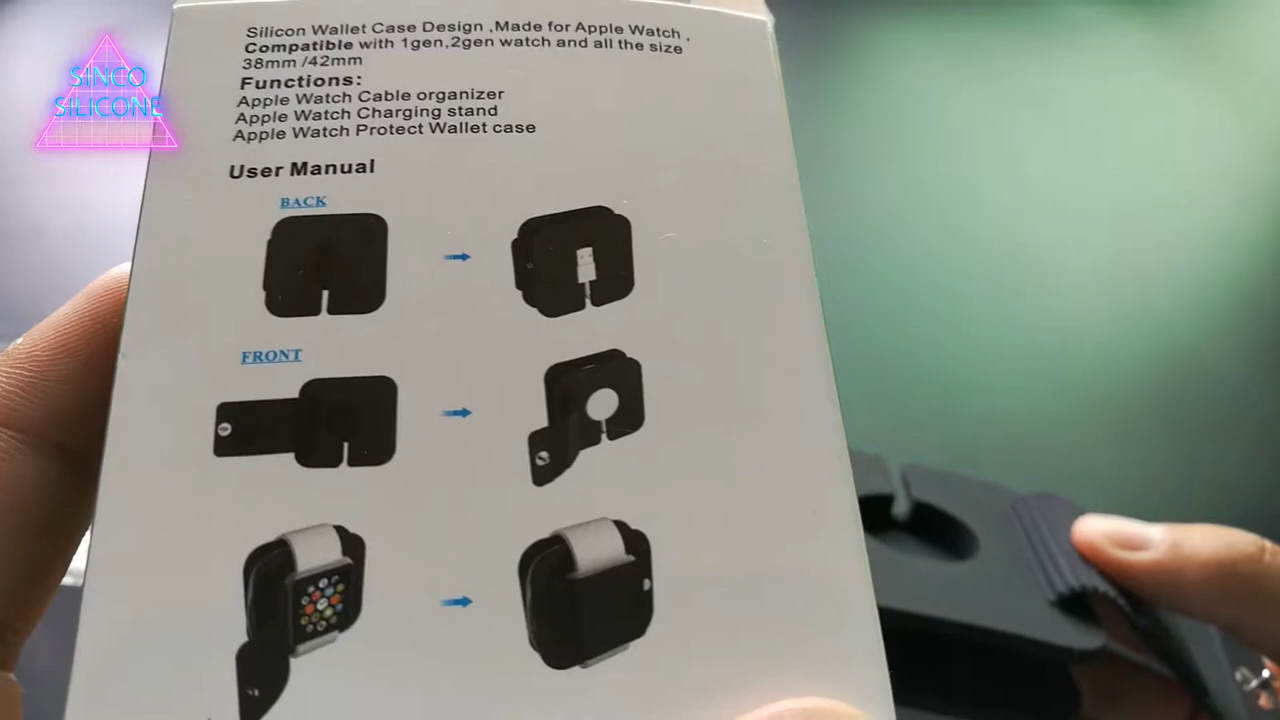 SINCO
SILICONE
Silicon Wallet Case Design ,Made for Apple Watch ,
Compatible with 1gen,2gen watch and all the size
38mm /42mm
Functions:
Apple Watch Cable organizer
Apple Watch Charging stand
Apple Watch Protect Wallet case
User Manual
BACK
FRONT